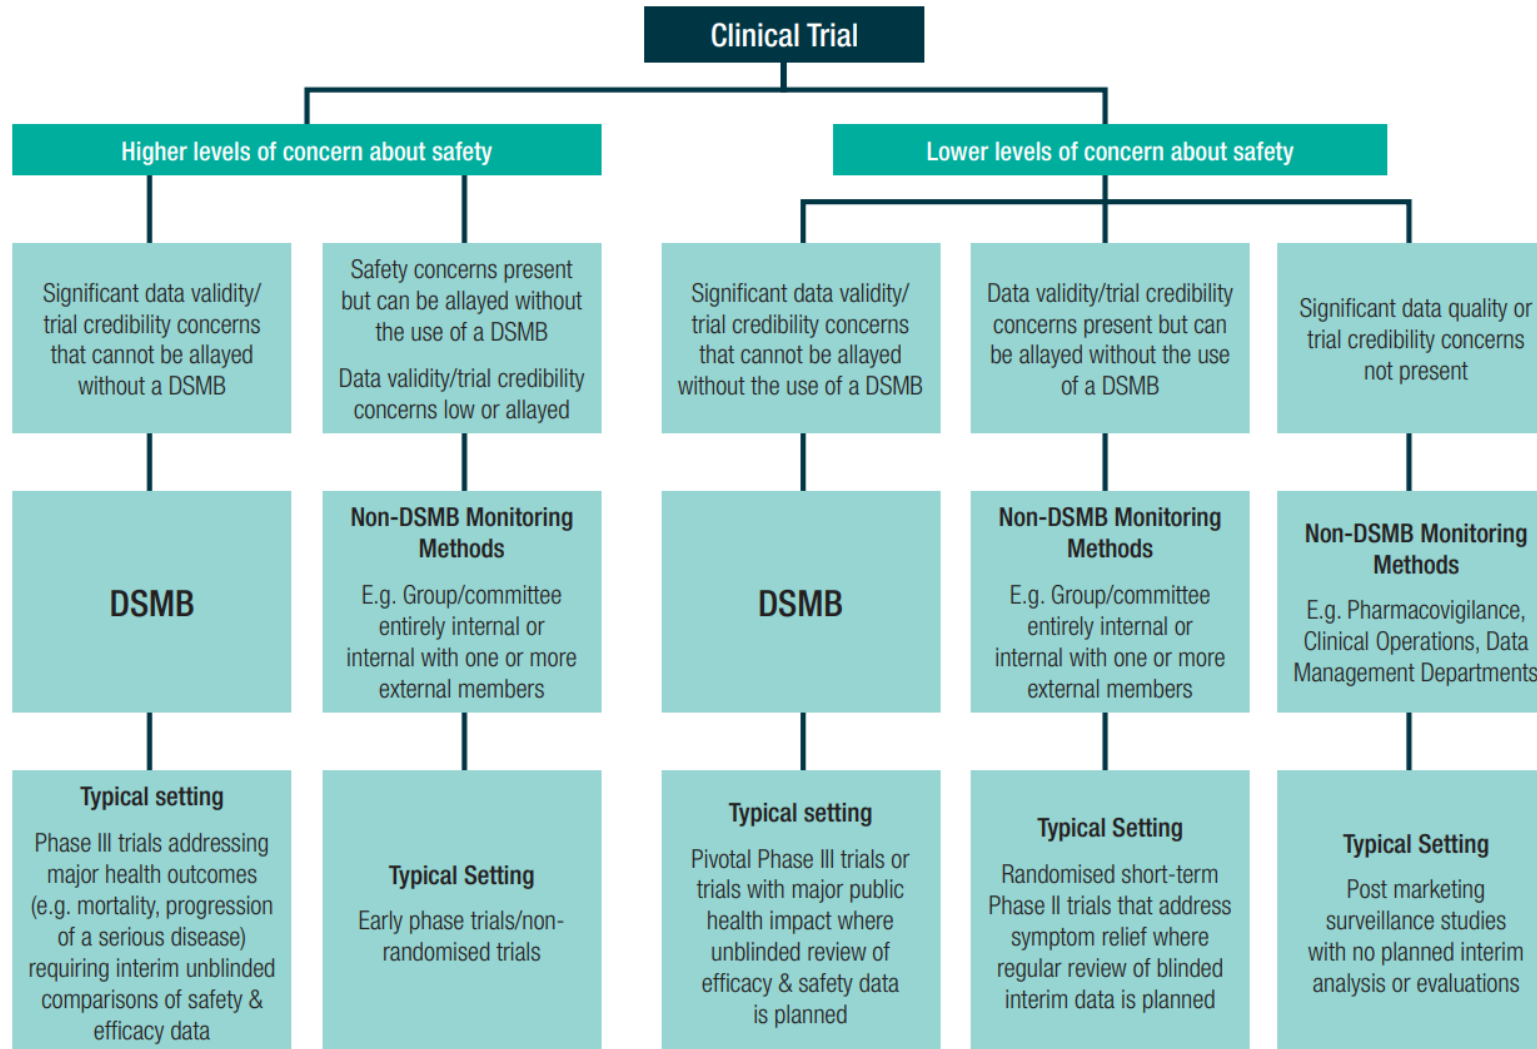 Clinical Trial
Higher levels of concern about safety
Lower levels of concern about safety
Significant data validity/
trial credibility concerns
that cannot be allayed
without a DSMB
Safety concerns present
but can be allayed without
the use of a DSMB
Data validity/trial credibility
concerns low or allayed
Significant data validity/
trial credibility concerns
that cannot be allayed
without the use of a DSMB
Data validity/trial credibility
concerns present but can
be allayed without the use
of a DSMB
Significant data quality or
trial credibility concerns
not present
DSMB
Non-DSMB Monitoring
Methods
E.g. Group/committee
entirely internal or
internal with one or more
external members
DSMB
Non-DSMB Monitoring
Methods
E.g. Group/committee
entirely internal or
internal with one or more
external members
Non-DSMB Monitoring
Methods
E.g. Pharmacovigilance,
Clinical Operations, Data
Management Departments
Typical setting
Phase III trials addressing
major health outcomes
(e.g. mortality, progression
of a serious disease)
requiring interim unblinded
comparisons of safety &
efficacy data
Typical Setting
Early phase trials/non-
randomised trials
Typical setting
Pivotal Phase III trials or
trials with major public
health impact where
unblinded review of
efficacy & safety data
is planned
Typical Setting
Randomised short-term
Phase II trials that address
symptom relief where
regular review of blinded
interim data is planned
Typical Setting
Post marketing
surveillance studies
with no planned interim
analysis or evaluations